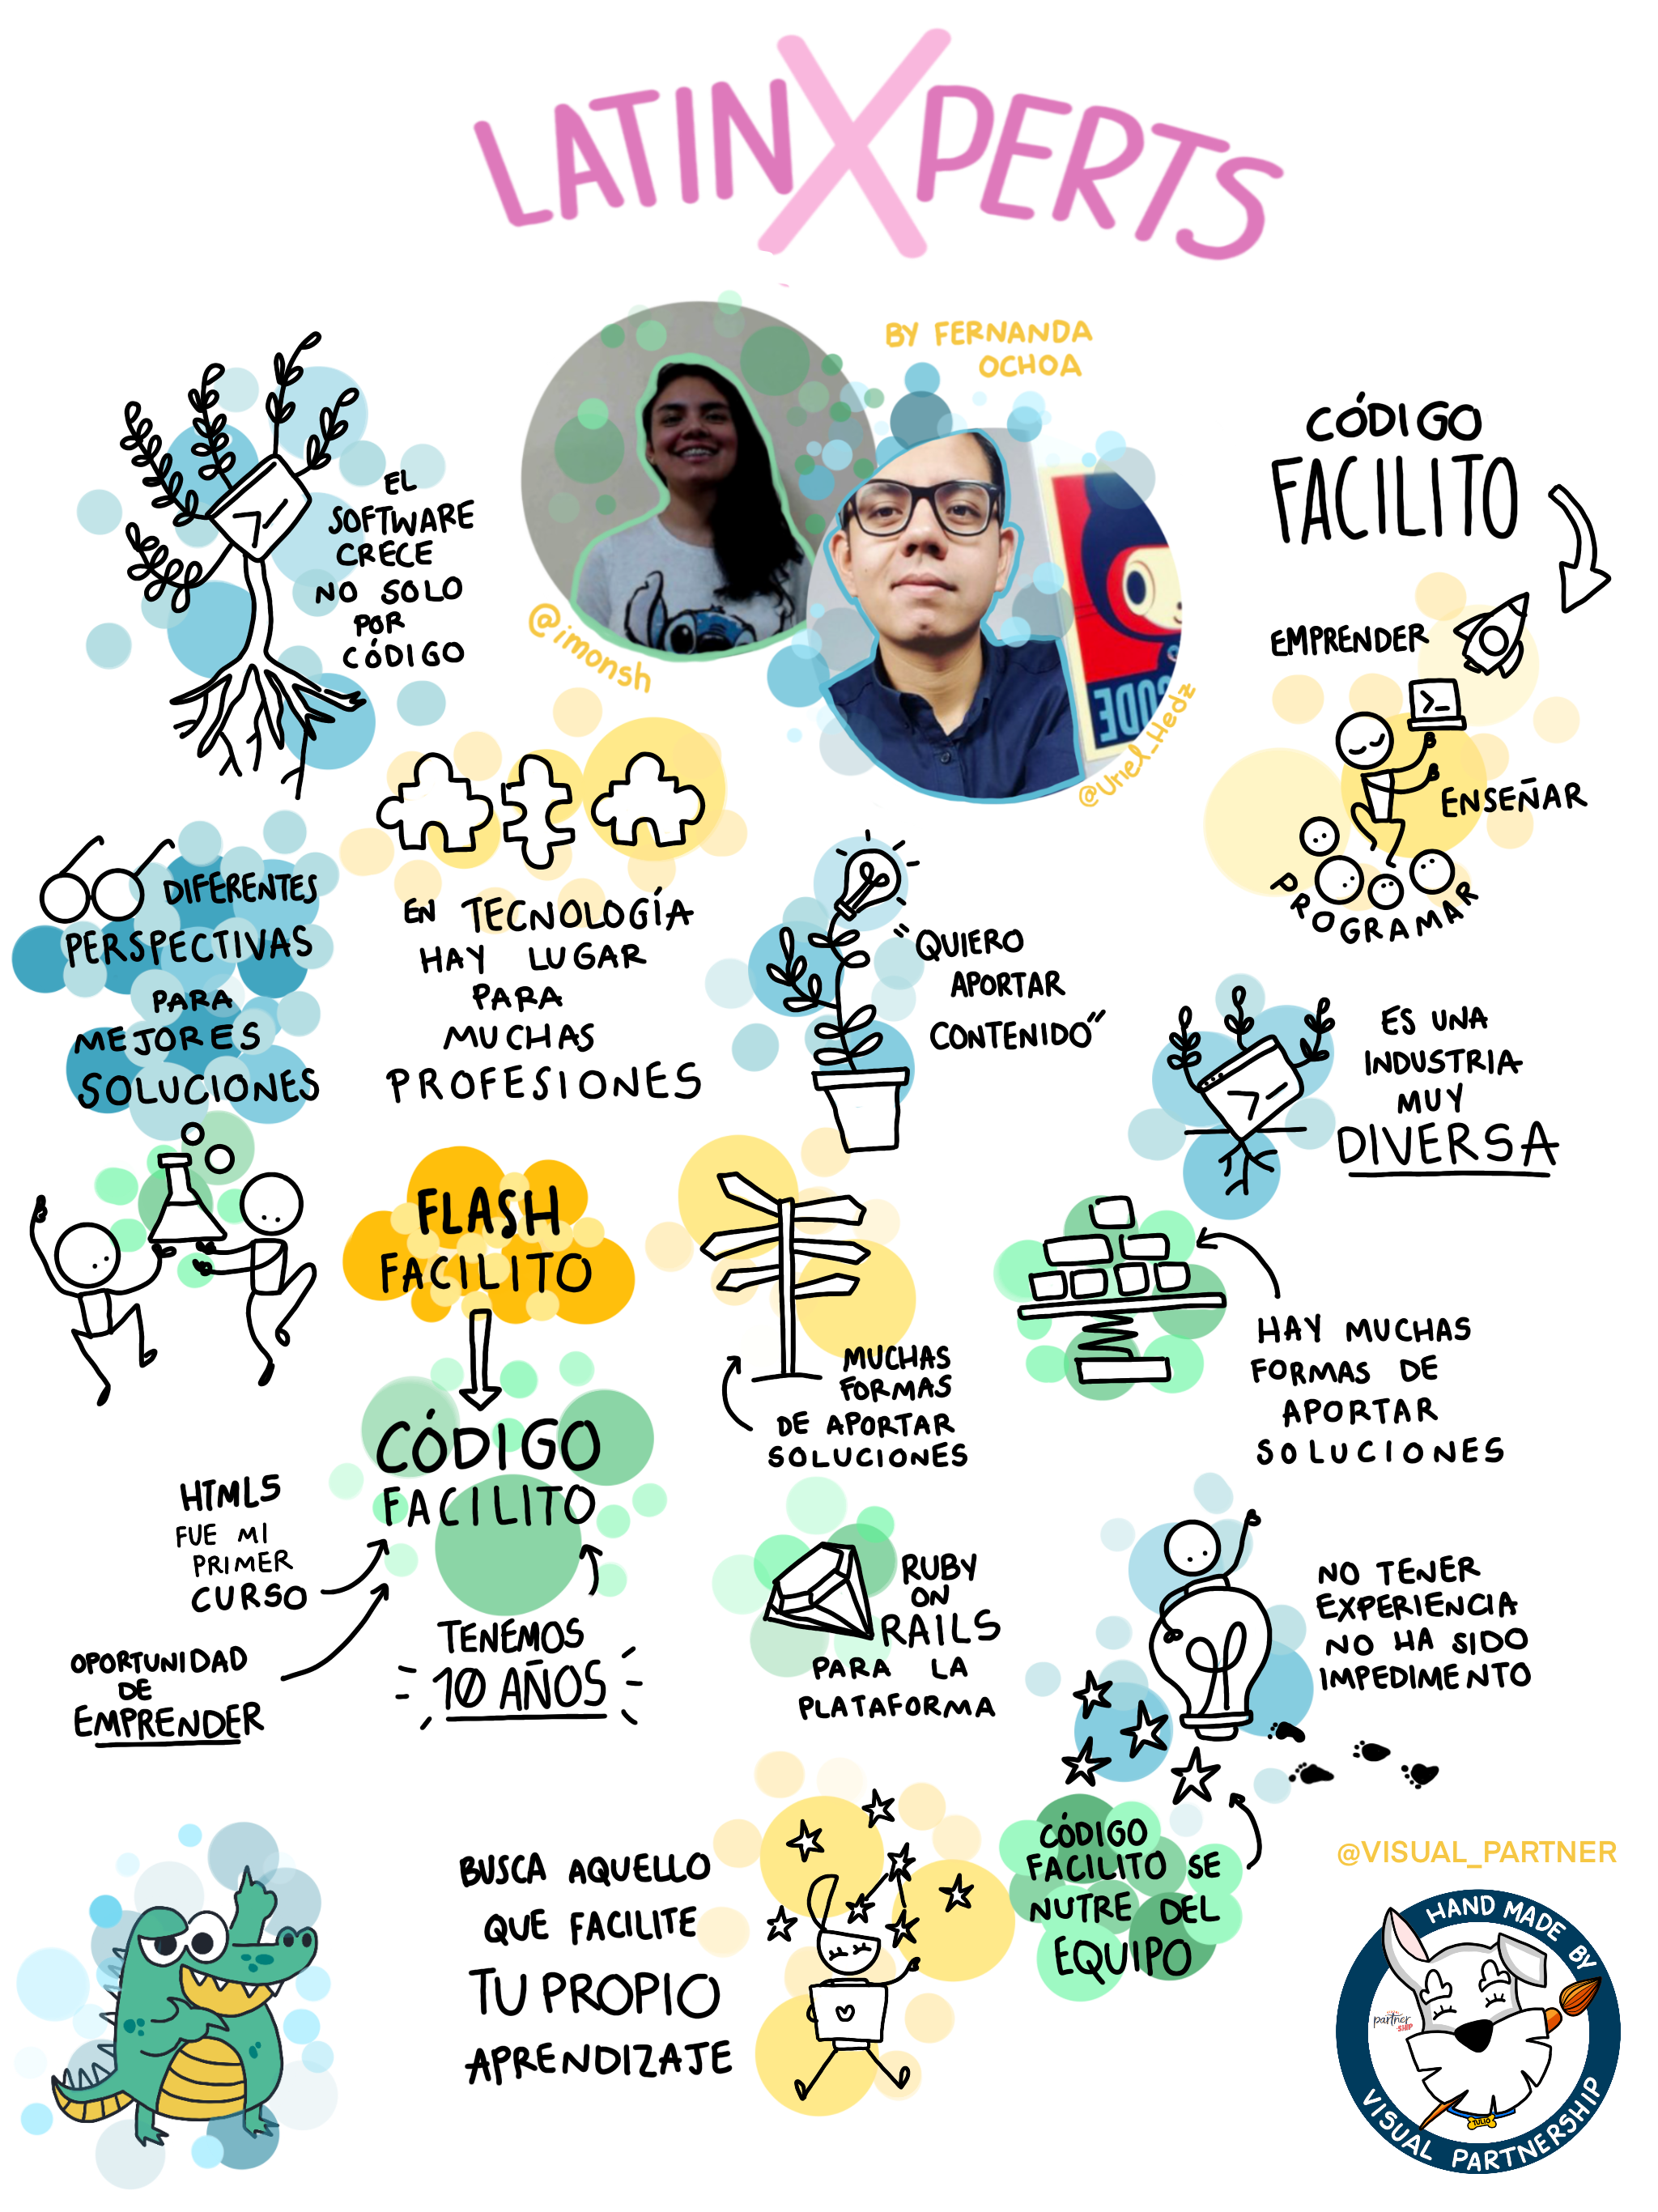 LATINXPERTS
BY FERNANDA
OCHOA
@imonsh
CODE
@Uriel_Hedz
EL
SOFTWARE
CRECE
NO SOLO
POR
CÓDIGO
CÓDIGO
FACILITO
EMPRENDER
ENSEÑAR
PROGRAMAR
DIFERENTES
PERSPECTIVAS
PARA
MEJORES
SOLUCIONES
EN TECNOLOGÍA
HAY LUGAR
PARA
MUCHAS
PROFESIONES
"QUIERO
APORTAR
CONTENIDO"
ES UNA
INDUSTRIA
MUY
DIVERSA
FLASH
FACILITO
CÓDIGO
FACILITO
HTML5
FUE MI
PRIMER
CURSO
OPORTUNIDAD
DE
EMPRENDER
TENEMOS
10 AÑOS
MUCHAS
FORMAS
DE APORTAR
SOLUCIONES
HAY MUCHAS
FORMAS DE
APORTAR
SOLUCIONES
RUBY
ON
RAILS
PARA LA
PLATAFORMA
NO TENER
EXPERIENCIA
NO HA SIDO
IMPEDIMENTO
BUSCA AQUELLO
QUE FACILITE
TU PROPIO
APRENDIZAJE
CÓDIGO
FACILITO SE
NUTRE DEL
EQUIPO
@VISUAL_PARTNER
HAND MADE BY
partner
SHIP
TULIO
VISUAL PARTNERSHIP